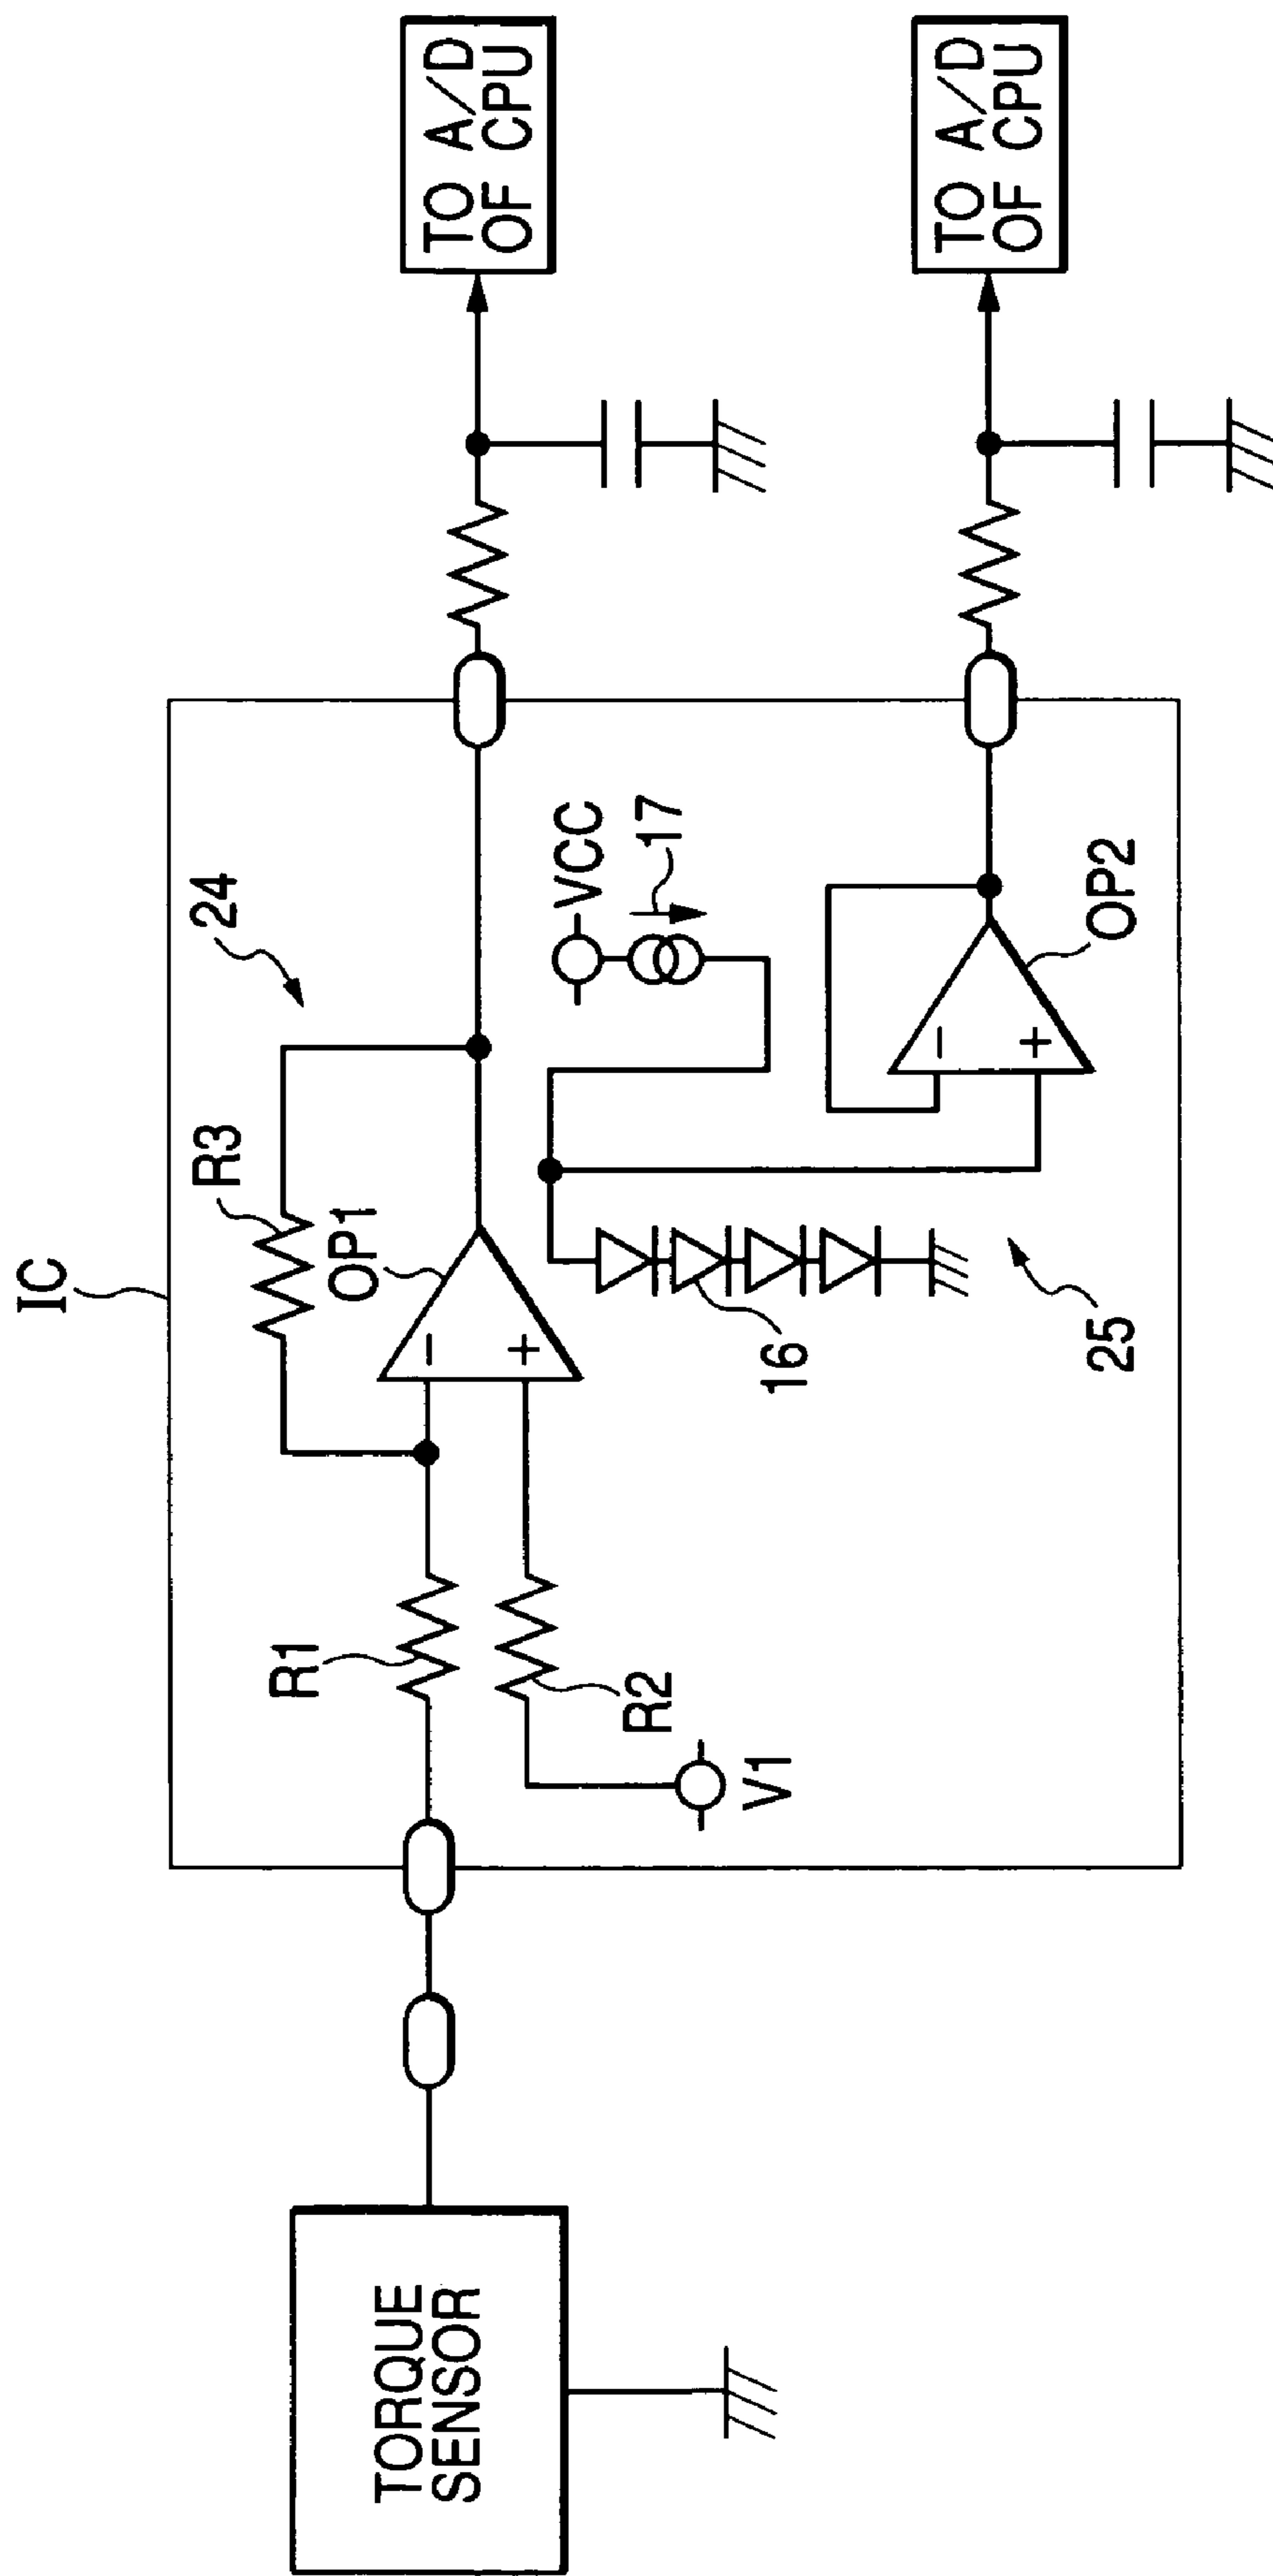 IC
24
R3
OP1
R1
R2
V1
VCC
17
16
25
OP2
TORQUE
SENSOR
TO A/D
OF CPU
TO A/D
OF CPU
-
+
-
+